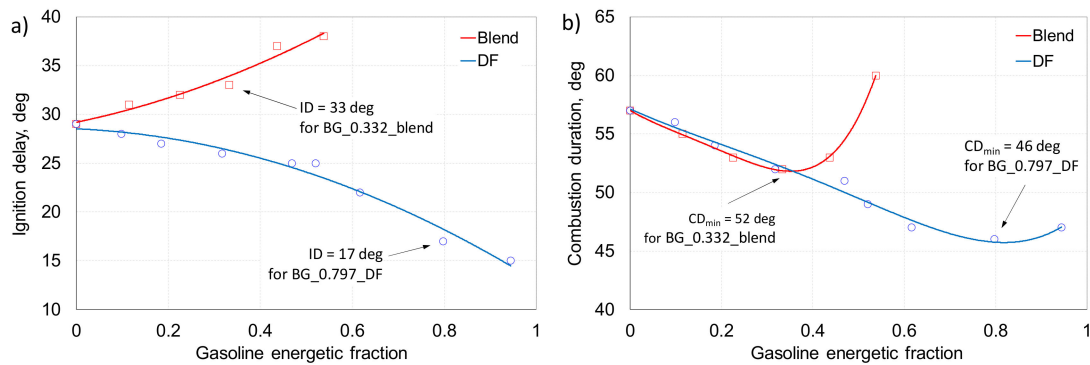 a)
Ignition delay, deg
40
35
30
25
20
15
10
0
0.2
0.4
0.6
0.8
1
Gasoline energetic fraction
Blend
DF
ID = 33 deg
for BG_0.332_blend
ID = 17 deg
for BG_0.797_DF
b)
Combustion duration, deg
65
60
55
50
45
40
0
0.2
0.4
0.6
0.8
1
Gasoline energetic fraction
Blend
DF
CDmin = 46 deg
for BG_0.797_DF
CDmin = 52 deg
for BG_0.332_blend